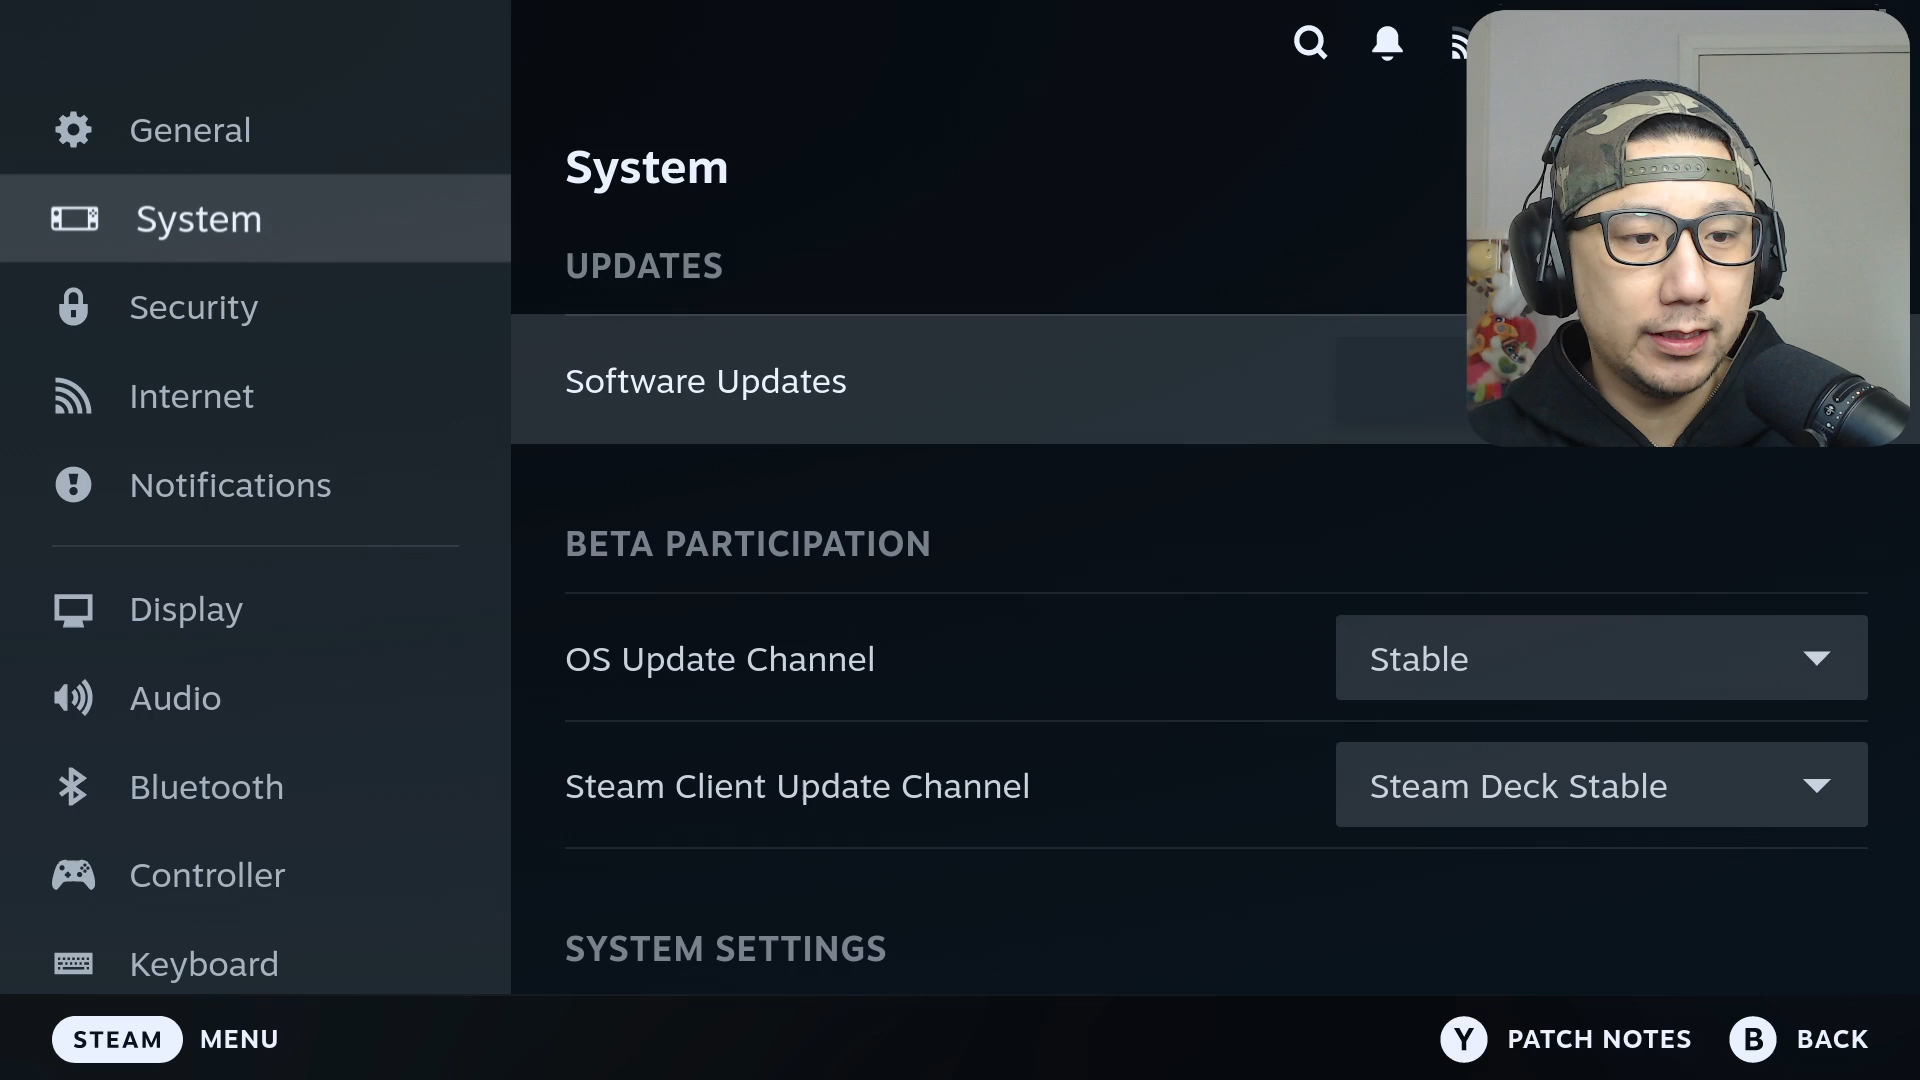 General
System
Security
Internet
Notifications
Display
Audio
Bluetooth
Controller
Keyboard
System
UPDATES
Software Updates
BETA PARTICIPATION
OS Update Channel
Stable
Steam Client Update Channel
Steam Deck Stable
SYSTEM SETTINGS
STEAM MENU
Y PATCH NOTES
B BACK